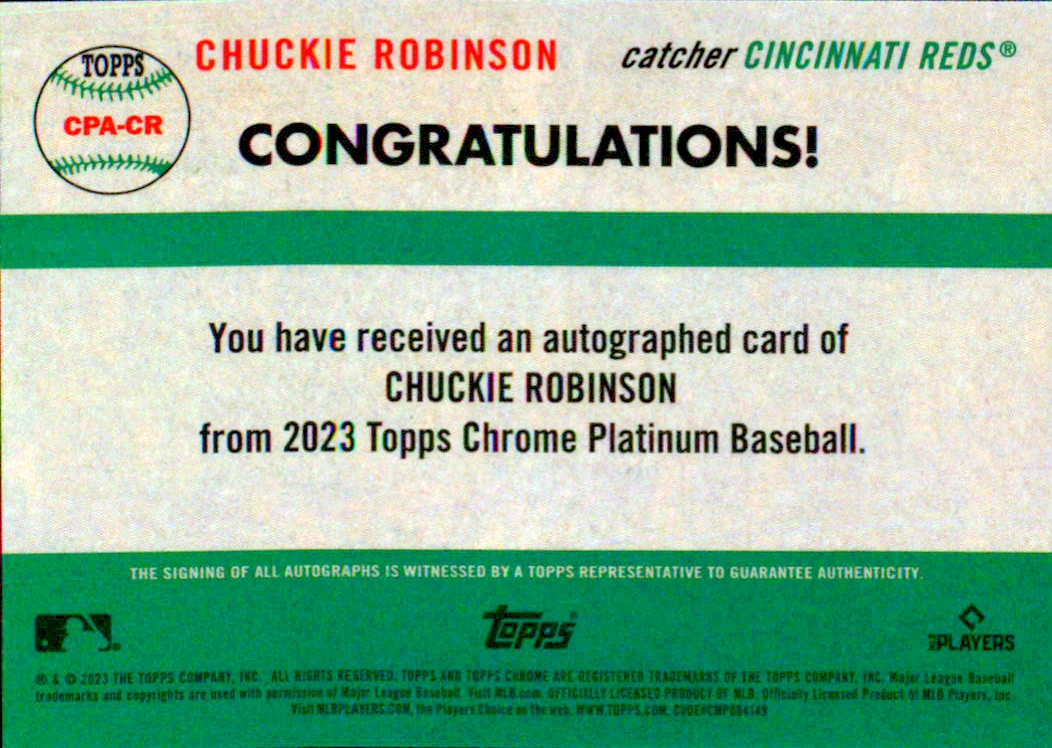 TOPPS
CPA-CR
CHUCKIE ROBINSON
catcher CINCINNATI REDS®
CONGRATULATIONS!
You have received an autographed card of
CHUCKIE ROBINSON
from 2023 Topps Chrome Platinum Baseball.
THE SIGNING OF ALL AUTOGRAPHS IS WITNESSED BY A TOPPS REPRESENTATIVE TO GUARANTEE AUTHENTICITY.
topps®
MLB PLAYERS
® & © 2023 THE TOPPS COMPANY, INC. ALL RIGHTS RESERVED. TOPPS AND TOPPS CHROME ARE REGISTERED TRADEMARKS OF THE TOPPS COMPANY, INC. Major League Baseball
trademarks and copyrights are used with permission of Major League Baseball. Visit MLB.com. OFFICIALLY LICENSED PRODUCT OF MLB. Officially Licensed Product of MLB Players, Inc.
Visit MLBPLAYERS.COM, the Players Choice on the web. WWW.TOPPS.COM.